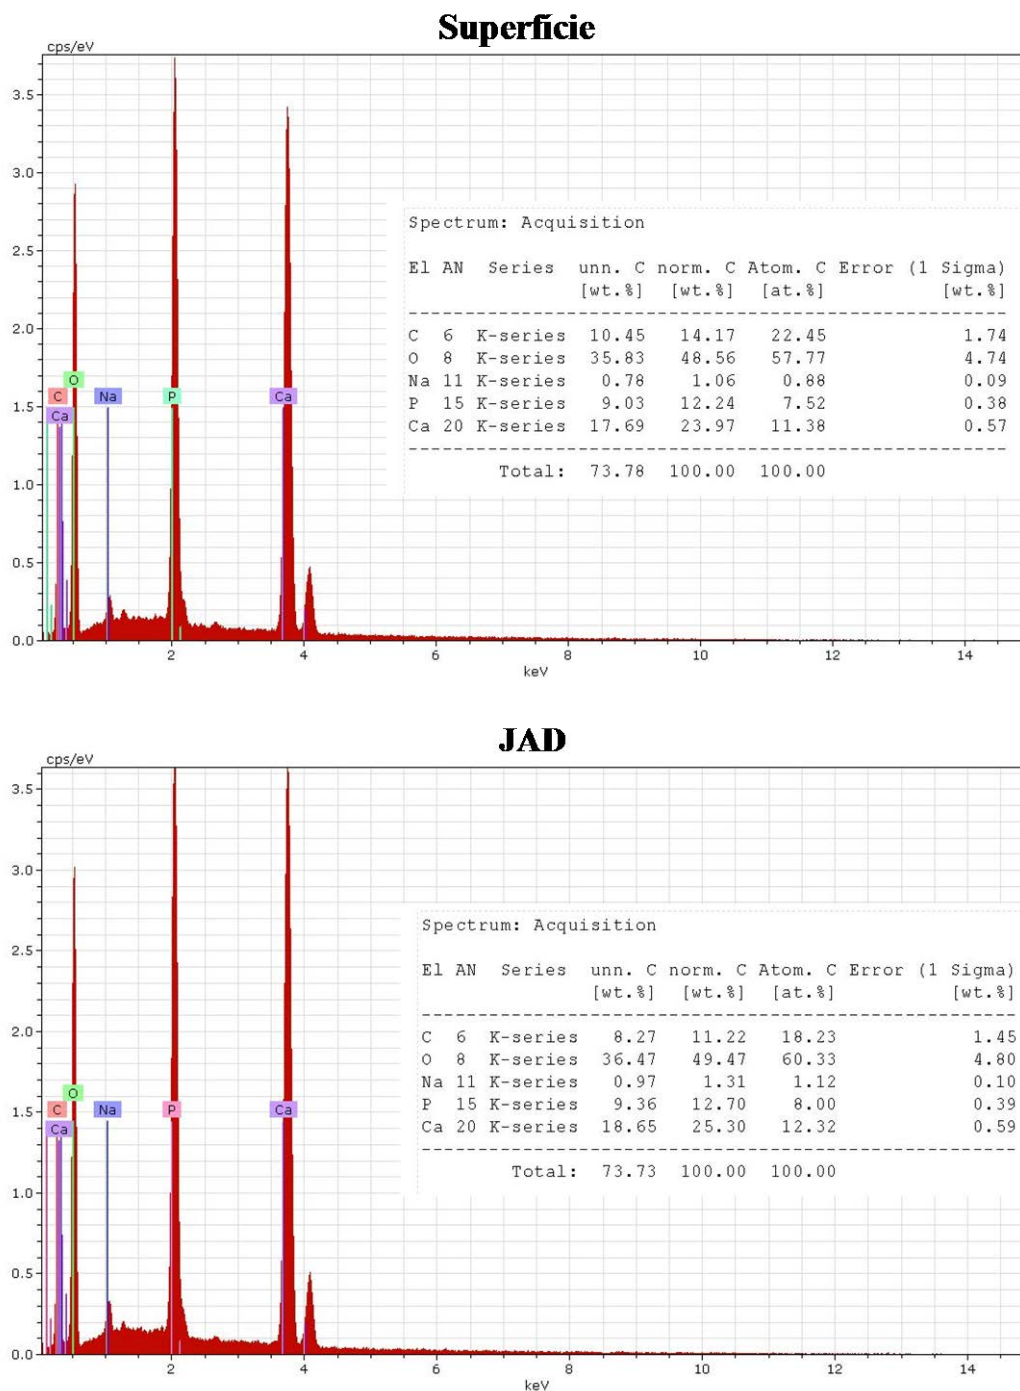 Superfície
cps/eV
3.5
3.0
2.5
2.0
1.5
1.0
0.5
0.0
O
C
Na
P
Ca
Ca
2
4
6
8
10
12
14
keV
Spectrum: Acquisition
El AN Series unn. C norm. C Atom. C Error (1 Sigma)
[wt.%] [wt.%] [at.%] [wt.%]
C 6 K-series 10.45 14.17 22.45 1.74
O 8 K-series 35.83 48.56 57.77 4.74
Na 11 K-series 0.78 1.06 0.88 0.09
P 15 K-series 9.03 12.24 7.52 0.38
Ca 20 K-series 17.69 23.97 11.38 0.57
Total: 73.78 100.00 100.00
JAD
cps/eV
3.5
3.0
2.5
2.0
1.5
1.0
0.5
0.0
O
C
Na
P
Ca
Ca
2
4
6
8
10
12
14
keV
Spectrum: Acquisition
El AN Series unn. C norm. C Atom. C Error (1 Sigma)
[wt.%] [wt.%] [at.%] [wt.%]
C 6 K-series 8.27 11.22 18.23 1.45
O 8 K-series 36.47 49.47 60.33 4.80
Na 11 K-series 0.97 1.31 1.12 0.10
P 15 K-series 9.36 12.70 8.00 0.39
Ca 20 K-series 18.65 25.30 12.32 0.59
Total: 73.73 100.00 100.00